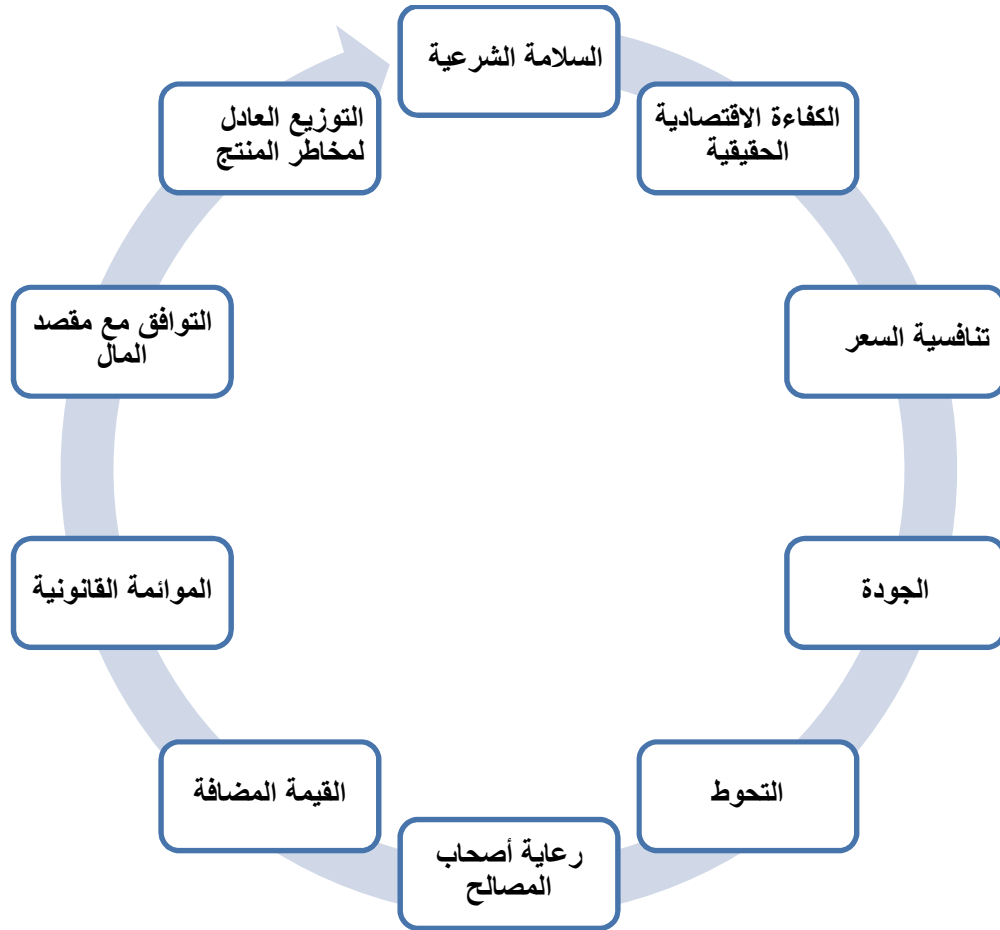 السلامة الشرعية
الكفاءة الاقتصادية
الحقيقية
تنافسية السعر
الجودة
التحوط
رعاية أصحاب
المصالح
القيمة المضافة
الموائمة القانونية
التوافق مع مقصد
المال
التوزيع العادل
لمخاطر المنتج